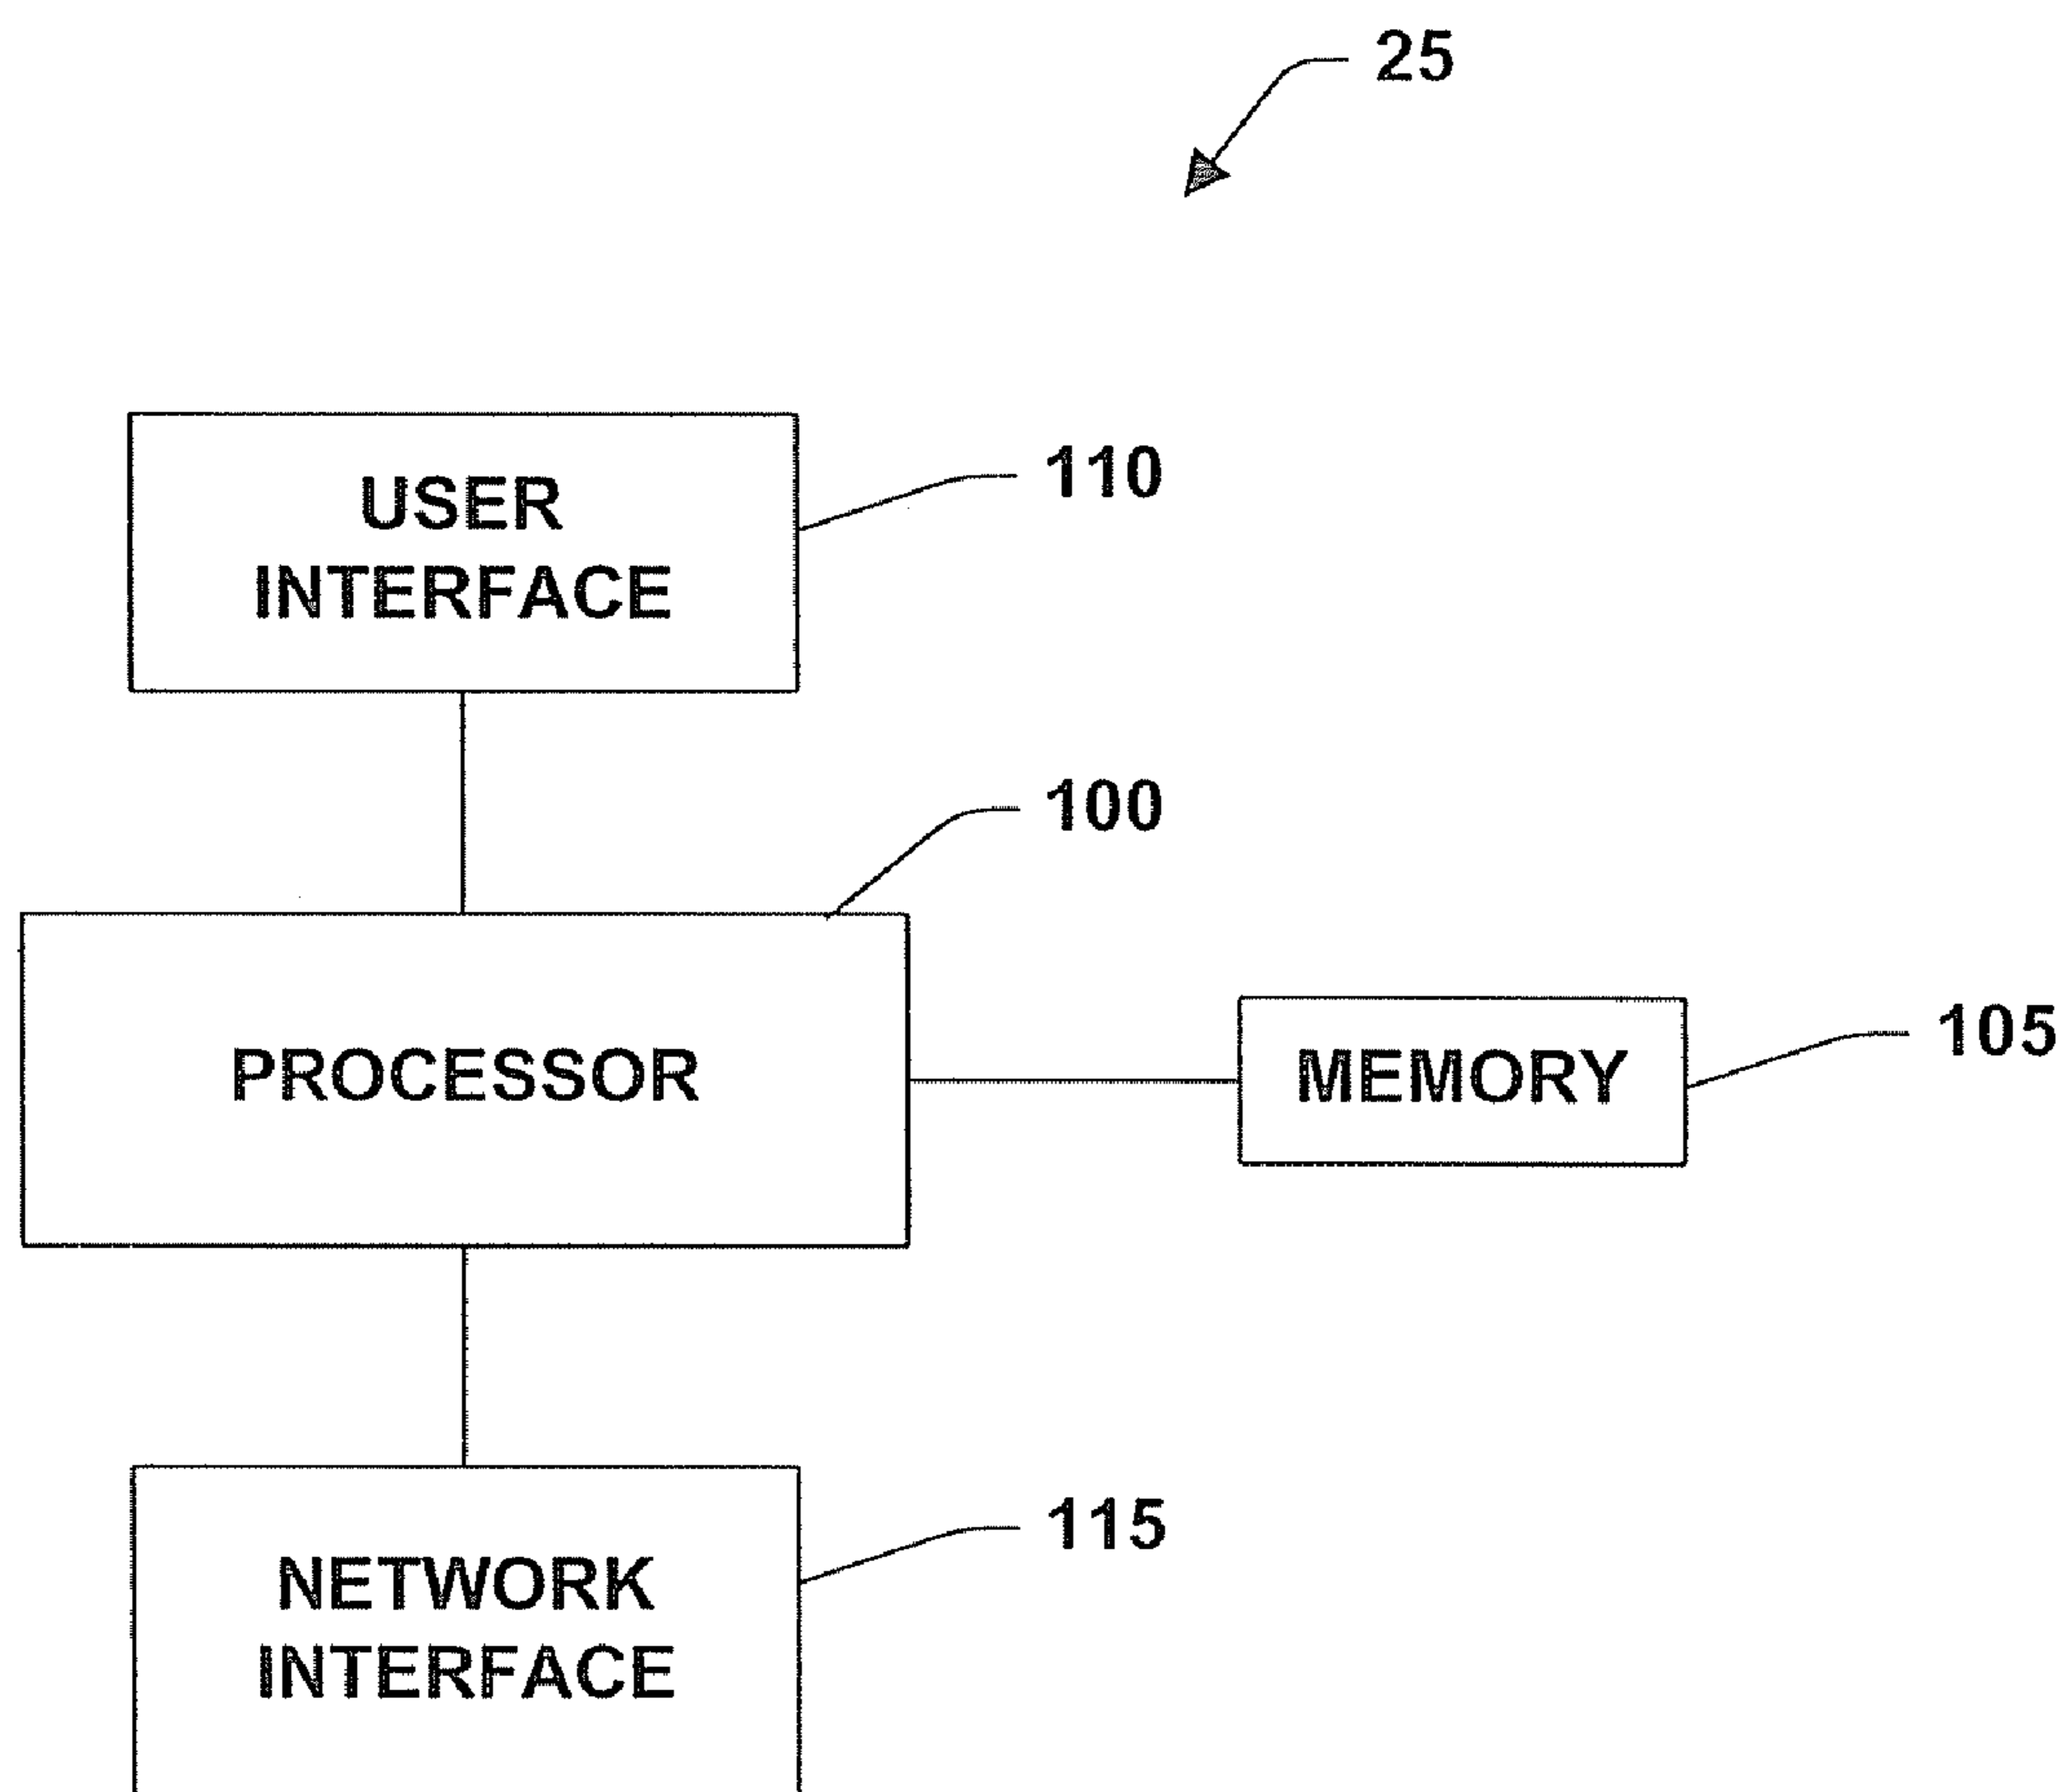 25
USER
INTERFACE
110
100
PROCESSOR
MEMORY
105
NETWORK
INTERFACE
115